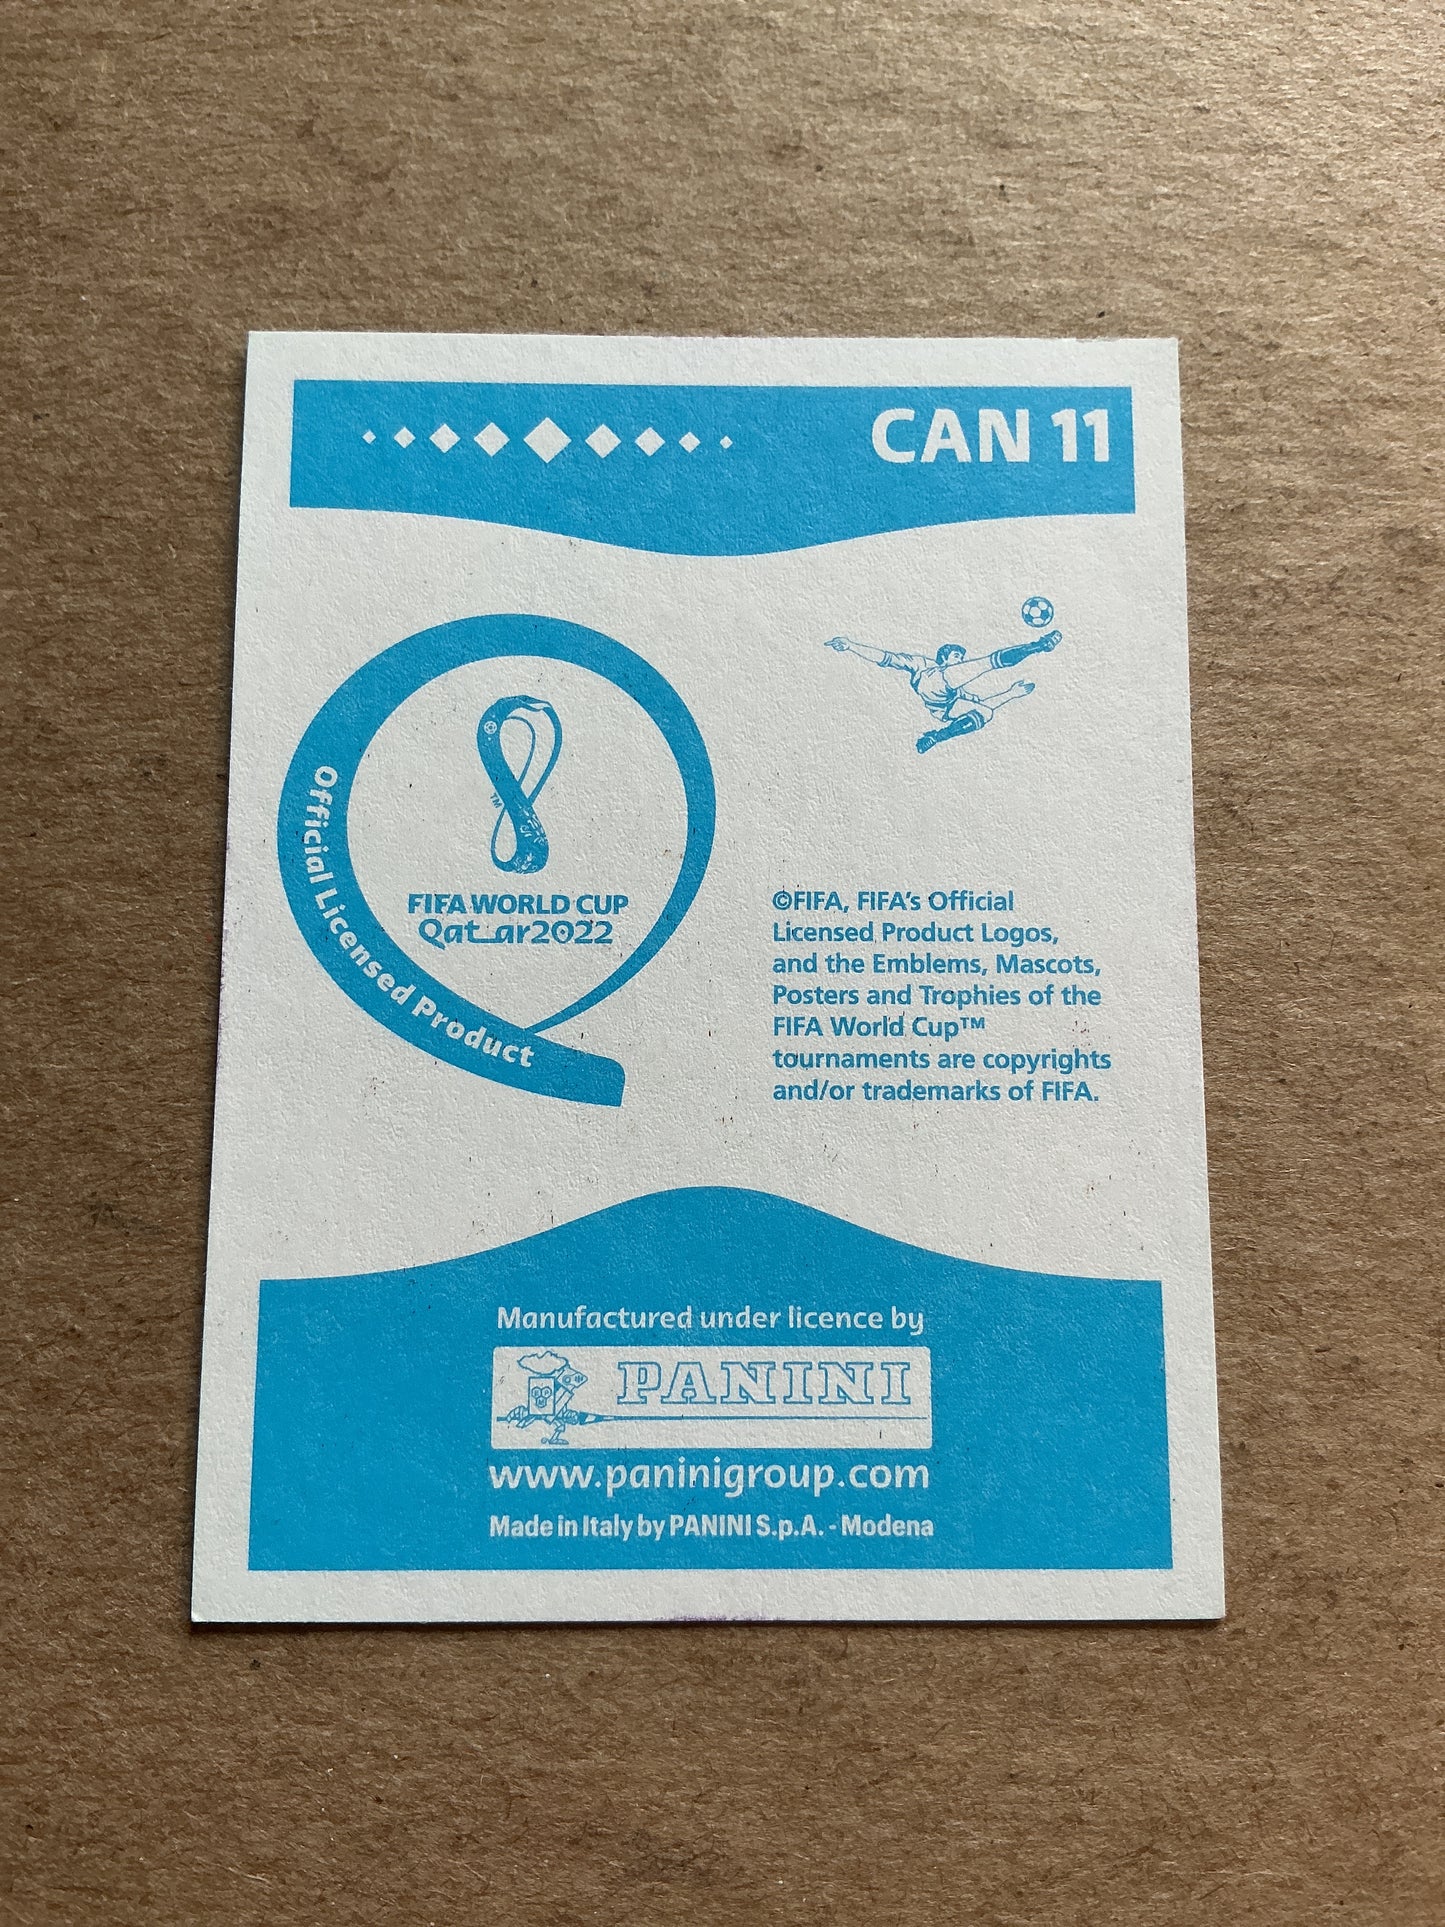 CAN 11
Official Licensed Product
TM
FIFA WORLD CUP
Qatar2022
©FIFA, FIFA's Official
Licensed Product Logos,
and the Emblems, Mascots,
Posters and Trophies of the
FIFA World Cup™
tournaments are copyrights
and/or trademarks of FIFA.
Manufactured under licence by
PANINI
www.paninigroup.com
Made in Italy by PANINI S.p.A. - Modena